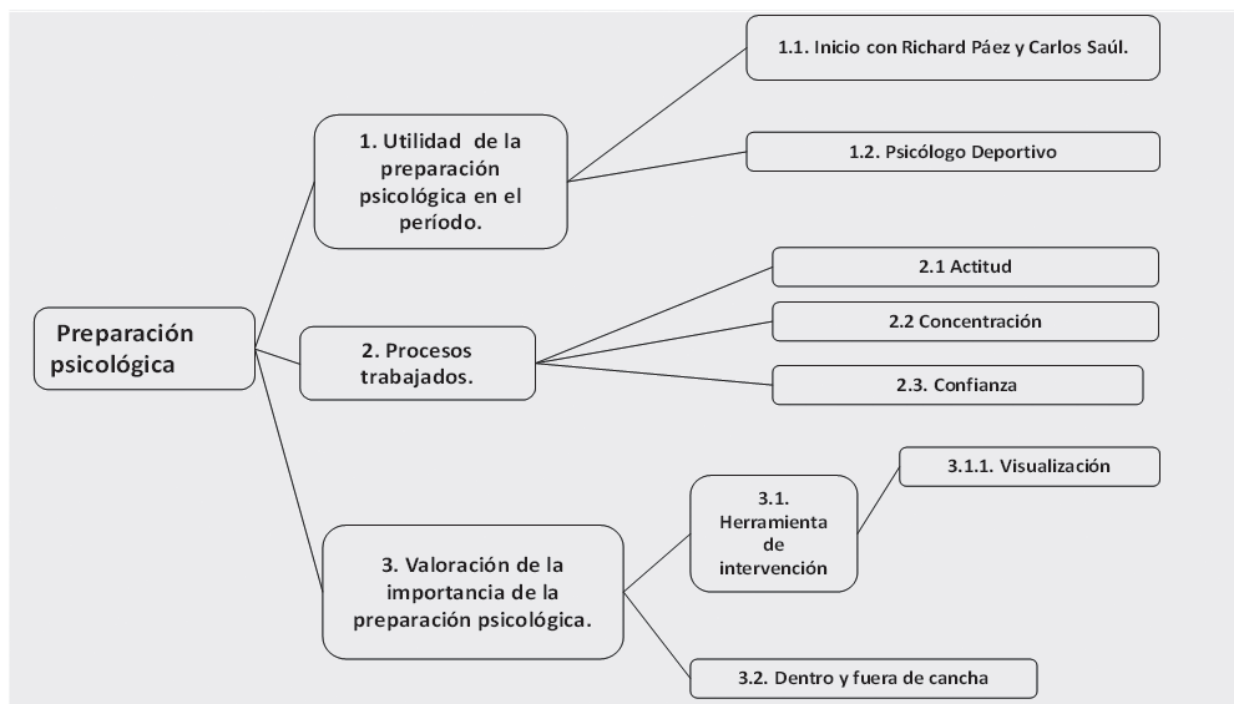 1.1. Inicio con Richard Páez y Carlos Saúl.
1. Utilidad de la
preparación
psicológica en el
período.
1.2. Psicólogo Deportivo
2.1 Actitud
Preparación
psicológica
2. Procesos
trabajados.
2.2 Concentración
2.3. Confianza
3.1.1. Visualización
3.1.
Herramienta
de
intervención
3. Valoración de la
importancia de la
preparación psicológica.
3.2. Dentro y fuera de cancha